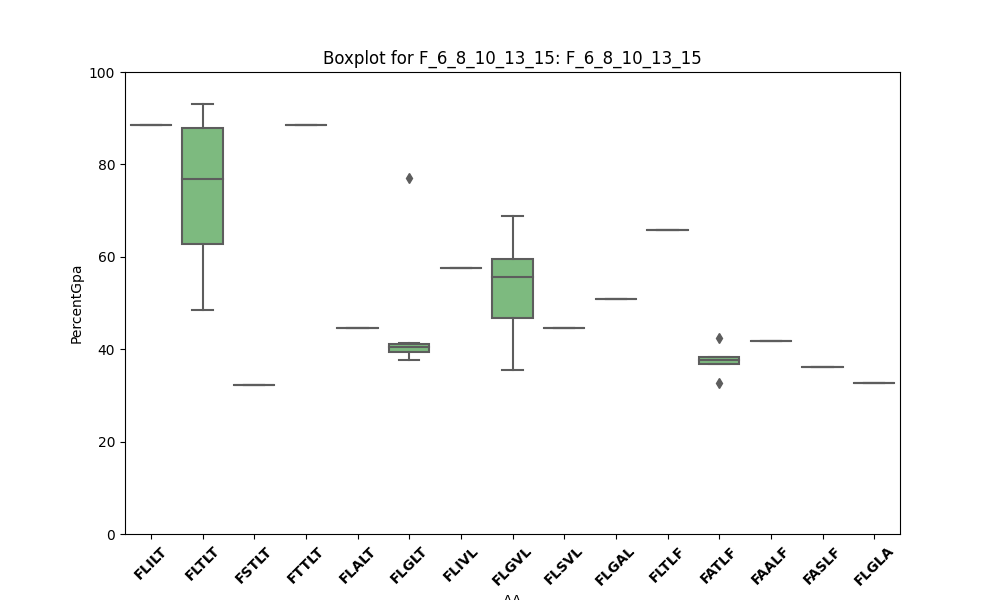 Boxplot for F_6_8_10_13_15: F_6_8_10_13_15
100
80
60
40
20
0
PercentGpa
FLILT
FLTLT
FSTLT
FTTLT
FLALT
FLGLT
FLIVL
FLGVL
FLSVL
FLGAL
FLTLF
FATLF
FAALF
FASLF
FLGLA
AA